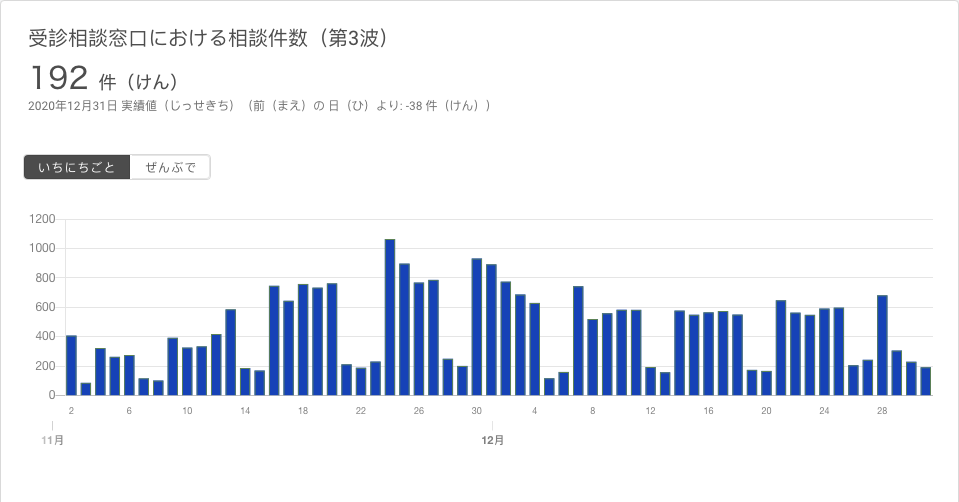 受診相談窓口における相談件数（第3波）
192 件（けん）
2020年12月31日 実績値（じっせきち）（前（まえ）の 日（ひ）より: -38 件（けん））
いちにちごと ぜんぶで
1200
1000
800
600
400
200
0
2 6 10 14 18 22 26 30 4 8 12 16 20 24 28
11月 12月